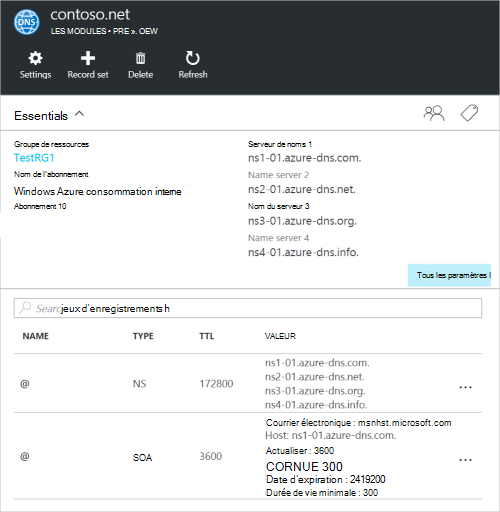 contoso.net
LES MODULES • PRE ». OEW
Settings
Record set
Delete
Refresh
Essentials
Groupe de ressources
TestRG1
Nom de l'abonnement
Windows Azure consommation interne
Abonnement 10
Serveur de noms 1
ns1-01.azure-dns.com.
Name server 2
ns2-01.azure-dns.net.
Nom du serveur 3
ns3-01.azure-dns.org.
Name server 4
ns4-01.azure-dns.info.
Tous les paramètres l
Searc jeux d'enregistrements h
NAME TYPE TTL VALEUR
@ NS 172800
ns1-01.azure-dns.com.
ns2-01.azure-dns.net.
ns3-01.azure-dns.org.
ns4-01.azure-dns.info.
@ SOA 3600
Courrier électronique : msnhst.microsoft.com
Host: ns1-01.azure-dns.com.
Actualiser : 3600
CORNUE 300
Date d'expiration : 2419200
Durée de vie minimale : 300
DNS